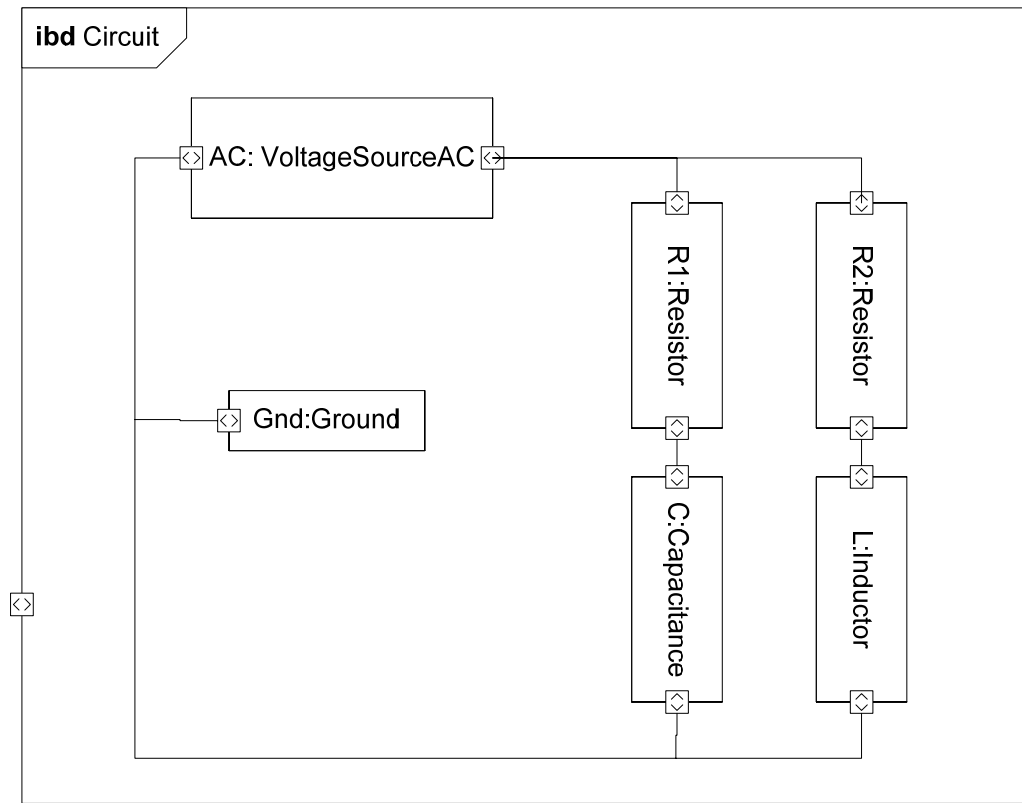 ibd Circuit
AC: VoltageSourceAC
R1:Resistor
R2:Resistor
Gnd:Ground
C:Capacitance
L:Inductor